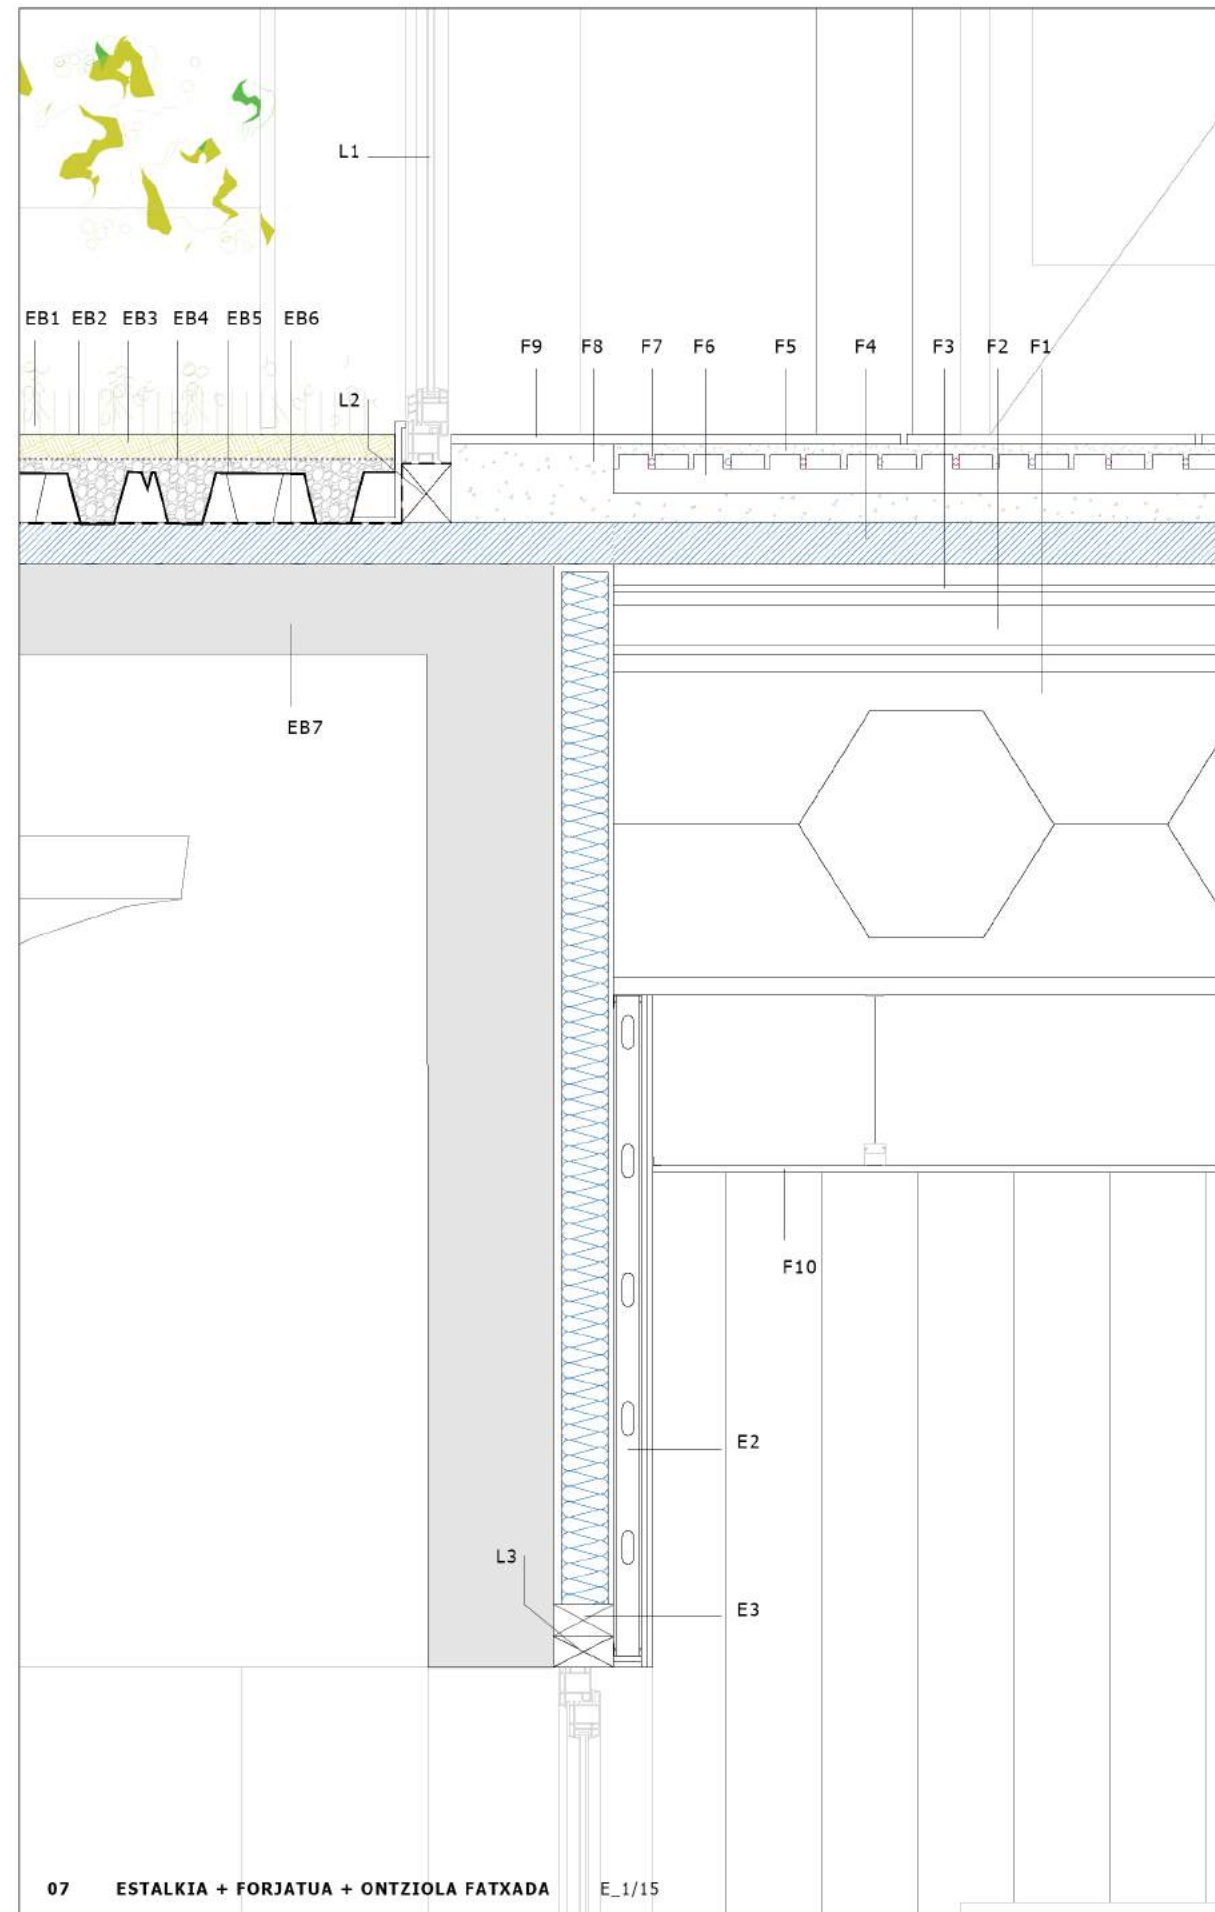 L1
EB1 EB2 EB3 EB4 EB5 EB6
F9 F8 F7 F6 F5 F4 F3 F2 F1
L2
EB7
F10
E2
L3
E3
07 ESTALKIA + FORJATUA + ONTZIOLA FATXADA E_1/15